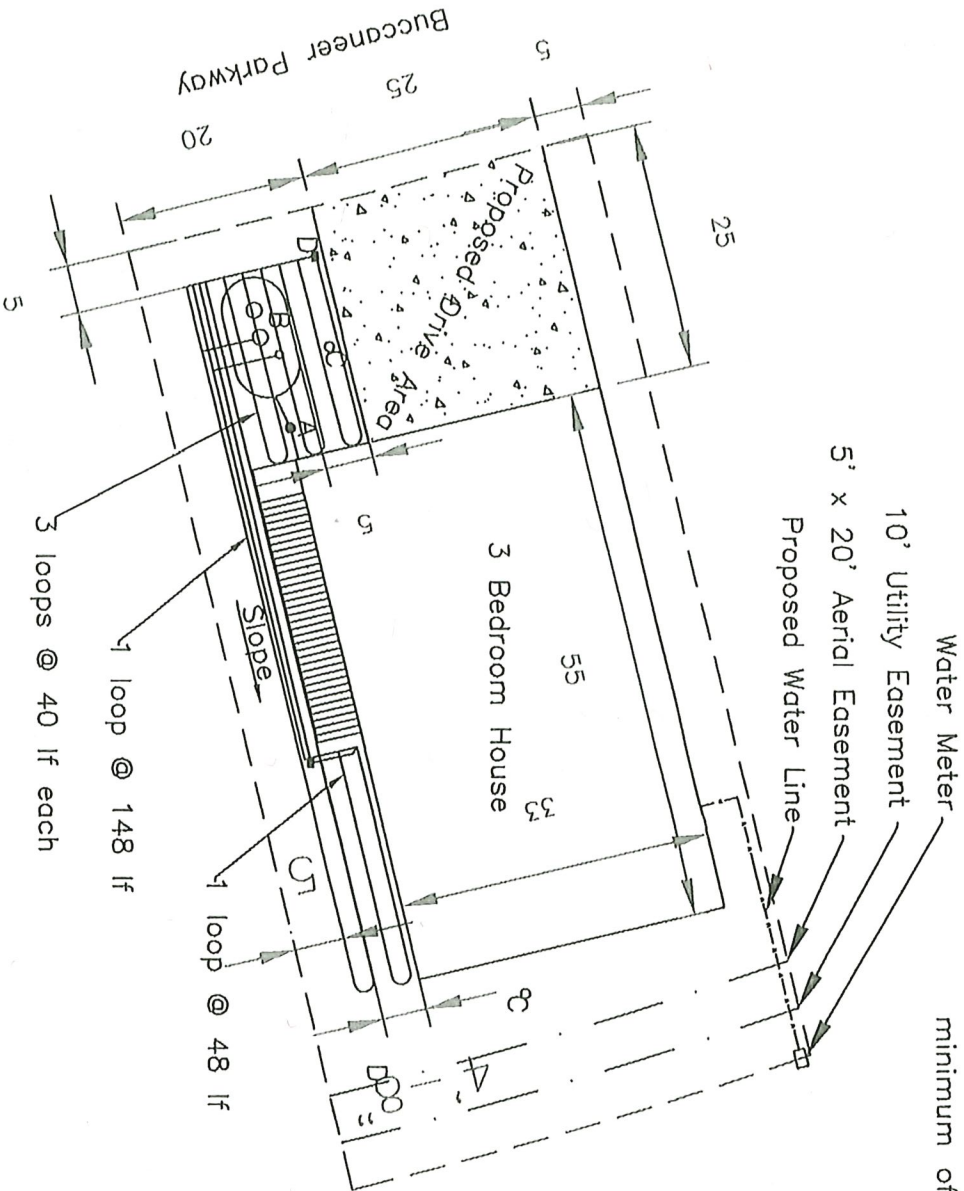 Buccaneer Parkway
5
25
20
5
25
Proposed
Drive Area
D
B
C
A
5
3 Bedroom House
55
33
Slope
5
3 loops @ 40 lf each
1 loop @ 148 lf
1 loop @ 48 lf
Water Meter
10' Utility Easement
5' x 20' Aerial Easement
Proposed Water Line
minimum of